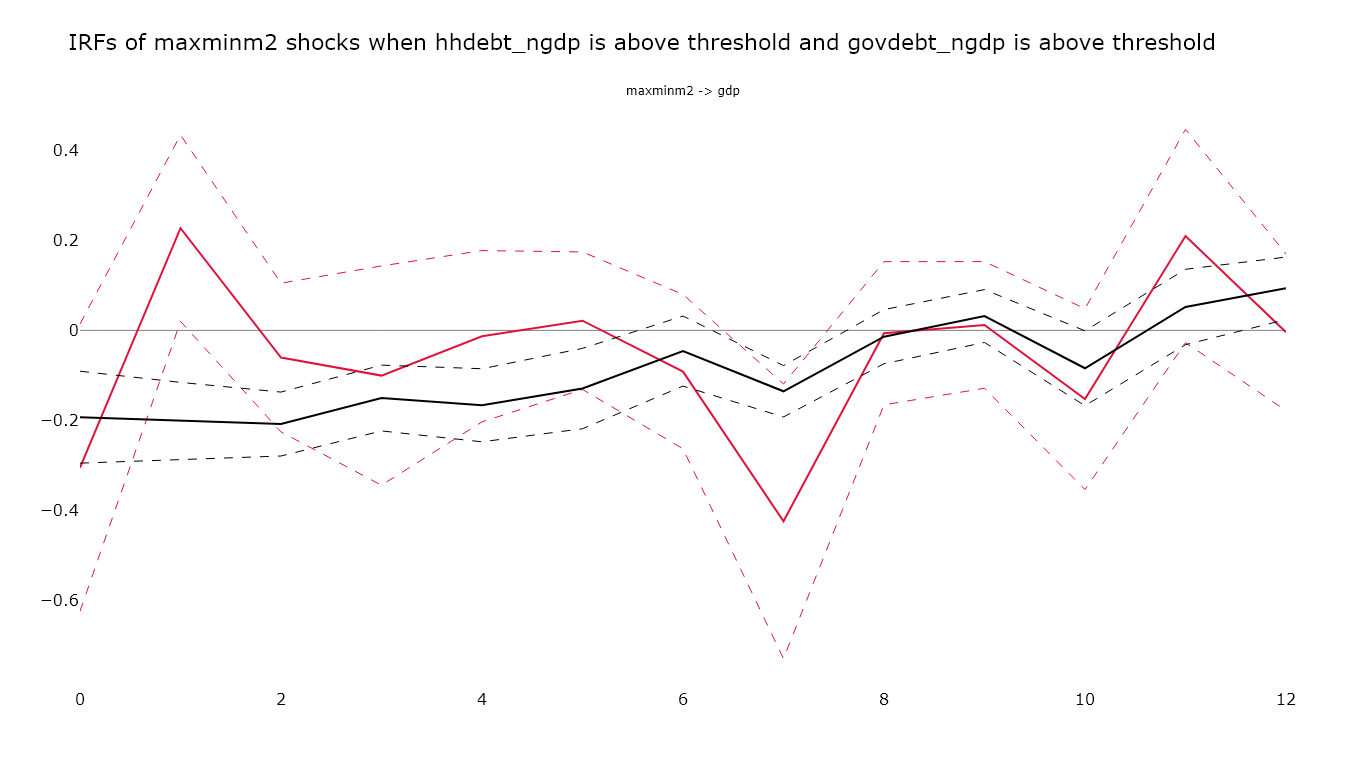 IRFs of maxminm2 shocks when hhdebt_ngdp is above threshold and govdebt_ngdp is above threshold
maxminm2 -> gdp
0.4
0.2
0
−0.2
−0.4
−0.6
0 2 4 6 8 10 12